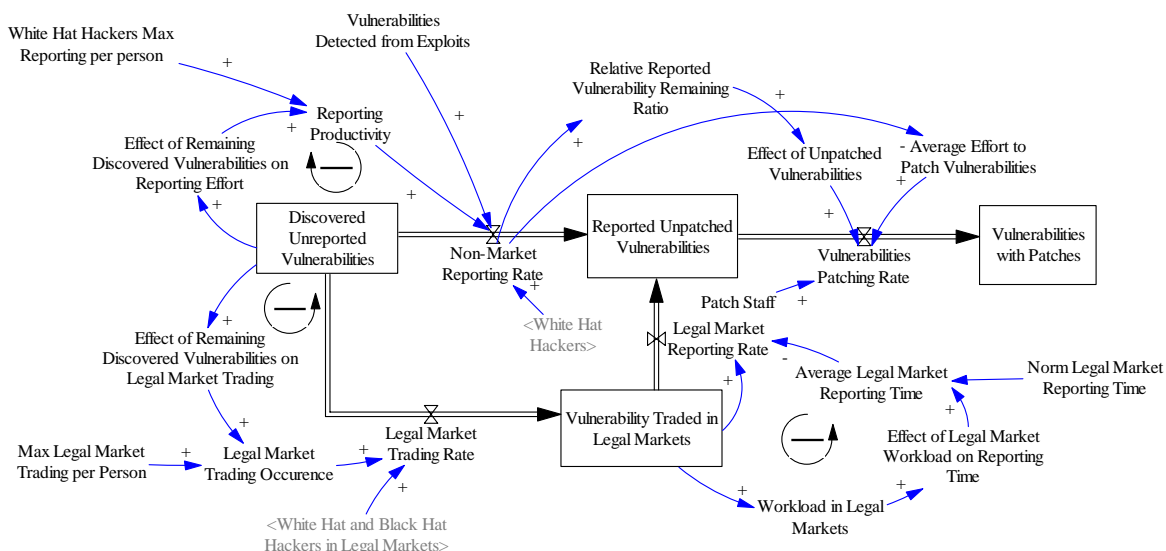 White Hat Hackers Max
Reporting per person
+
Vulnerabilities
Detected from Exploits
+
Relative Reported
Vulnerability Remaining
Ratio
+
+
+
Reporting
Productivity
+
Effect of Remaining
Discovered Vulnerabilities on
Reporting Effort
+
+
Effect of Unpatched
Vulnerabilities
+
- Average Effort to
Patch Vulnerabilities
+
Discovered
Unreported
Vulnerabilities
Non-Market
Reporting Rate
+
Reported Unpatched
Vulnerabilities
Vulnerabilities
Patching Rate
Vulnerabilities
with Patches
Patch Staff
+
<White Hat
Hackers>
+
Effect of Remaining
Discovered Vulnerabilities on
Legal Market Trading
+
Legal Market
Reporting Rate
-
+
Average Legal Market
Reporting Time
Norm Legal Market
Reporting Time
+
Vulnerability Traded in
Legal Markets
Effect of Legal Market
Workload on Reporting
Time
+
Max Legal Market
Trading per Person
+
Legal Market
Trading Occurence
+
Legal Market
Trading Rate
+
+
Workload in Legal
Markets
<White Hat and Black Hat
Hackers in Legal Markets>